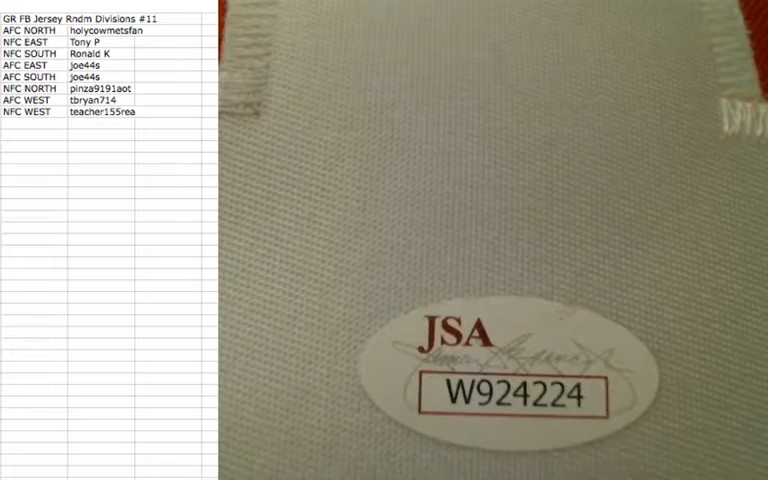 GR FB Jersey Rndm Divisions #11
AFC NORTH holycowmetsfan
NFC EAST Tony P
NFC SOUTH Ronald K
AFC EAST joe44s
AFC SOUTH joe44s
NFC NORTH pinza9191aot
AFC WEST tbryan714
NFC WEST teacher155rea
JSA
W924224